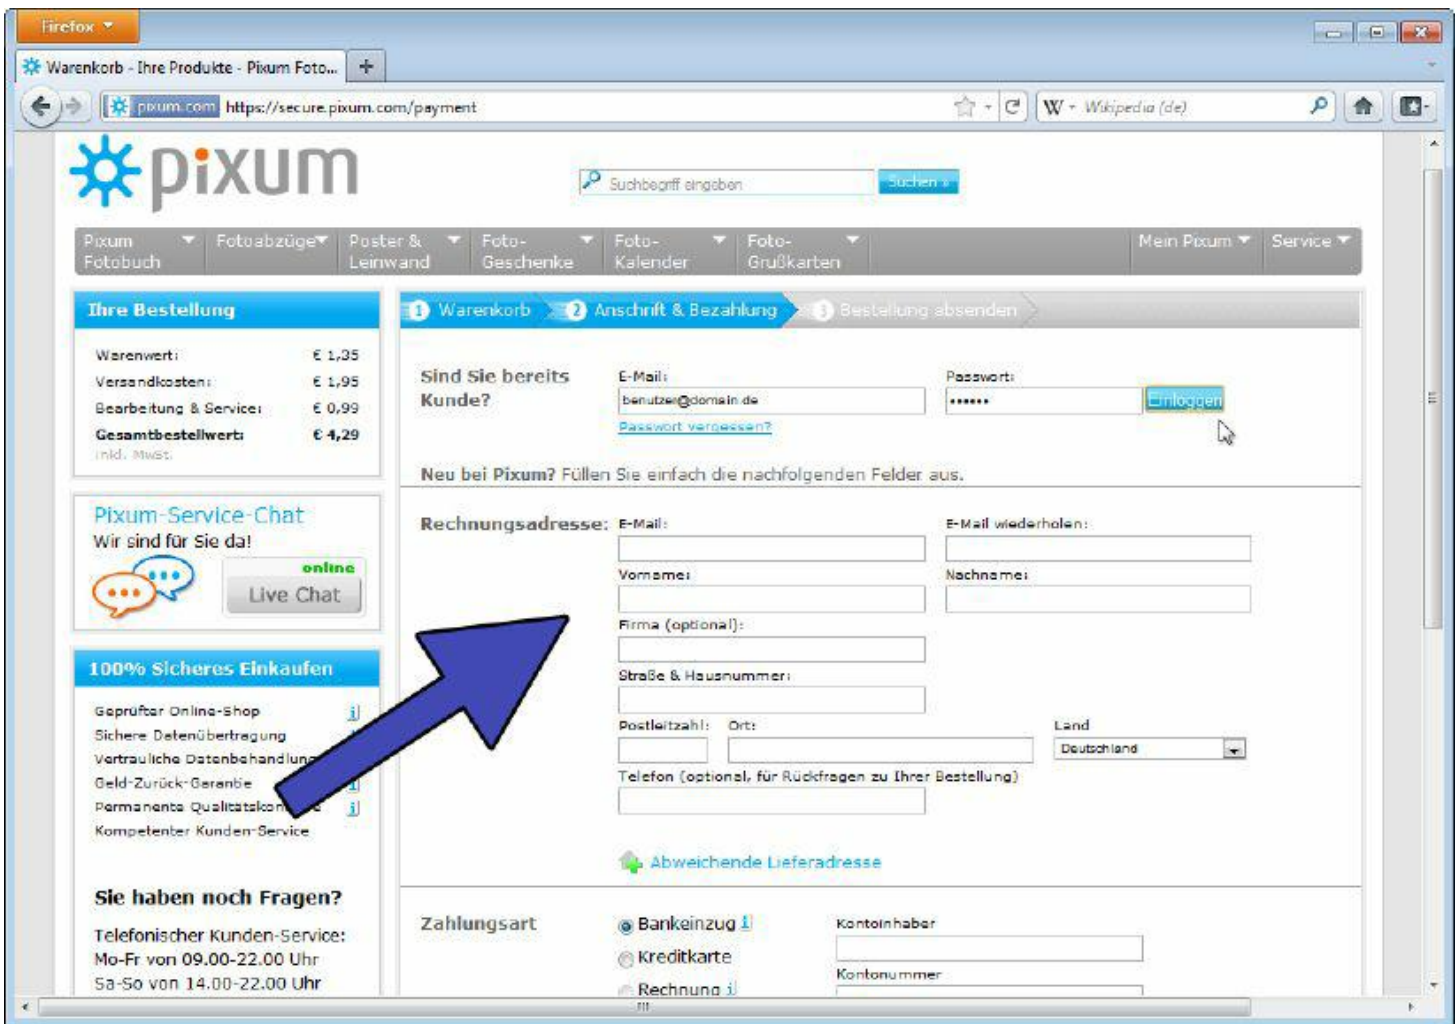 Firefox
Warenkorb - Ihre Produkte - Pixum Foto...
pixum.com https://secure.pixum.com/payment
W - Wikipedia (de)
pixum
Suchbegriff eingeben
Suchen »
Pixum Fotobuch
Fotoabzüge
Poster & Leinwand
Foto-Geschenke
Foto-Kalender
Foto-Grußkarten
Mein Pixum
Service
Ihre Bestellung
Warenwert: € 1,35
Versandkosten: € 1,95
Bearbeitung & Service: € 0,99
Gesamtbestellwert: € 4,29
inkl. MwSt.
Pixum-Service-Chat
Wir sind für Sie da!
online
Live Chat
100% Sicheres Einkaufen
Geprüfter Online-Shop i
Sichere Datenübertragung
Vertrauliche Datenbehandlun
Geld-Zurück-Garantie i
Permanente Qualitätskon i
Kompetenter Kunden-Service
Sie haben noch Fragen?
Telefonischer Kunden-Service:
Mo-Fr von 09.00-22.00 Uhr
Sa-So von 14.00-22.00 Uhr
1 Warenkorb
2 Anschrift & Bezahlung
3 Bestellung absenden
Sind Sie bereits
Kunde?
E-Mail:
benutzer@domain.de
Passwort vergessen?
Passwort:
••••••
Einloggen
Neu bei Pixum? Füllen Sie einfach die nachfolgenden Felder aus.
Rechnungsadresse:
E-Mail:
E-Mail wiederholen:
Vorname:
Nachname:
Firma (optional):
Straße & Hausnummer:
Postleitzahl:
Ort:
Land
Deutschland
Telefon (optional, für Rückfragen zu Ihrer Bestellung)
Abweichende Lieferadresse
Zahlungsart
Bankeinzug i
Kreditkarte
Rechnung i
Kontoinhaber
Kontonummer